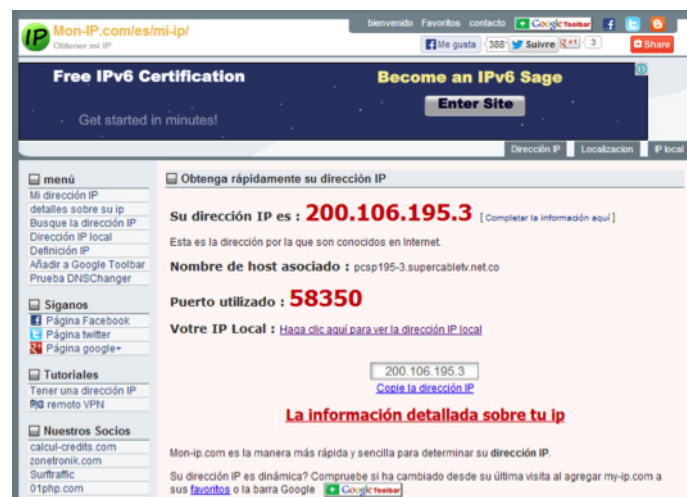 bienvenido Favoritos contacto Google Toolbar
IP Mon-IP.com/es/mi-ip/
Obtener mi IP
Me gusta 388 Suivre +1 3 Share
Free IPv6 Certification
Become an IPv6 Sage
Enter Site
Get started in minutes!
Dirección IP Localizacion IP local
menú
Mi dirección IP
detalles sobre su ip
Busque la dirección IP
Dirección IP local
Definición IP
Añadir a Google Toolbar
Prueba DNSChanger
Síganos
Página Facebook
Página twitter
Página google+
Tutoriales
Tener una dirección IP
remoto VPN
Nuestros Socios
calcul-credits.com
zonetronik.com
Surftraffic
01php.com
Obtenga rápidamente su dirección IP
Su dirección IP es : 200.106.195.3 [Completar la información aquí]
Esta es la dirección por la que son conocidos en Internet.
Nombre de host asociado : pcsp195-3.supercabletv.net.co
Puerto utilizado : 58350
Votre IP Local : Haga clic aquí para ver la dirección IP local
200.106.195.3
Copie la dirección IP
La información detallada sobre tu ip
Mon-ip.com es la manera más rápida y sencilla para determinar su dirección IP.
Su dirección IP es dinámica? Compruebe si ha cambiado desde su última visita al agregar my-ip.com a
sus favoritos o la barra Google Google Toolbar